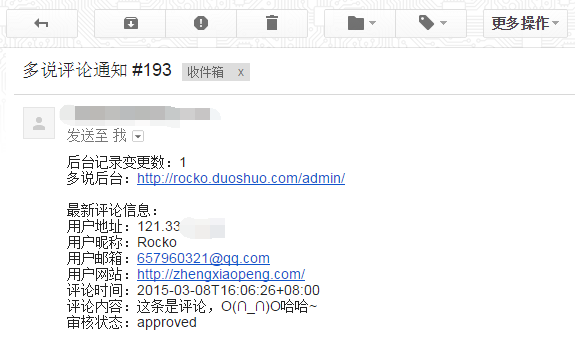 更多操作
多说评论通知 #193 收件箱 x
发送至 我
后台记录变更数：1
多说后台：http://rocko.duoshuo.com/admin/
最新评论信息：
用户地址：121.33
用户昵称：Rocko
用户邮箱：657960321@qq.com
用户网站：http://zhengxiaopeng.com/
评论时间：2015-03-08T16:06:26+08:00
评论内容：这条是评论，O(∩_∩)O哈哈~
审核状态：approved